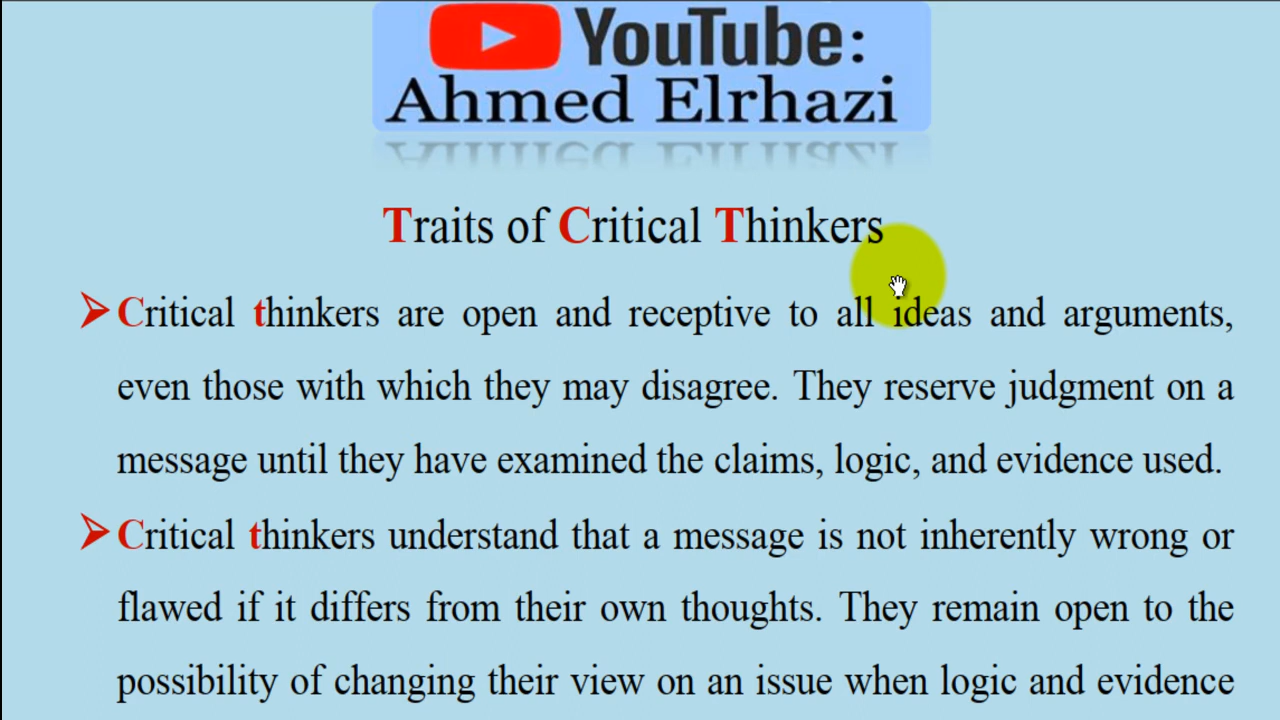 YouTube:
Ahmed Elrhazi
Traits of Critical Thinkers
Critical thinkers are open and receptive to all ideas and arguments,
even those with which they may disagree. They reserve judgment on a
message until they have examined the claims, logic, and evidence used.
Critical thinkers understand that a message is not inherently wrong or
flawed if it differs from their own thoughts. They remain open to the
possibility of changing their view on an issue when logic and evidence